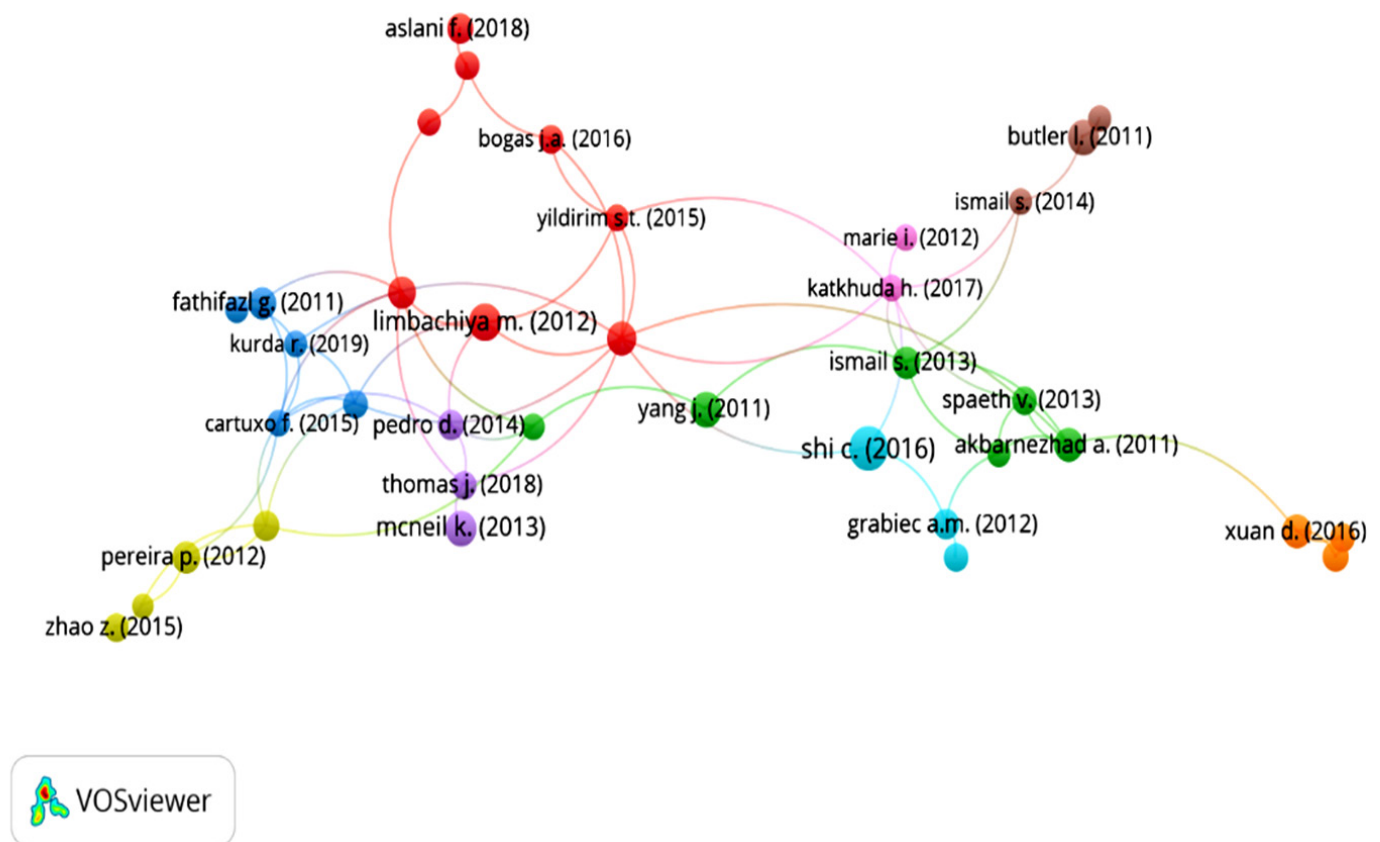 aslani f. (2018)
bogas j.a. (2016)
butler l. (2011)
ismail s. (2014)
yildirim s.t. (2015)
marie i. (2012)
katkhuda h. (2017)
fathifazl g. (2011)
limbachiya m. (2012)
kurda r. (2019)
ismail s. (2013)
spaeth v. (2013)
yang j. (2011)
cartuxo f. (2015)
pedro d. (2014)
akbarnezhad a. (2011)
shi c. (2016)
thomas j. (2018)
mcneil k. (2013)
grabiec a.m. (2012)
xuan d. (2016)
pereira p. (2012)
zhao z. (2015)
VOSviewer